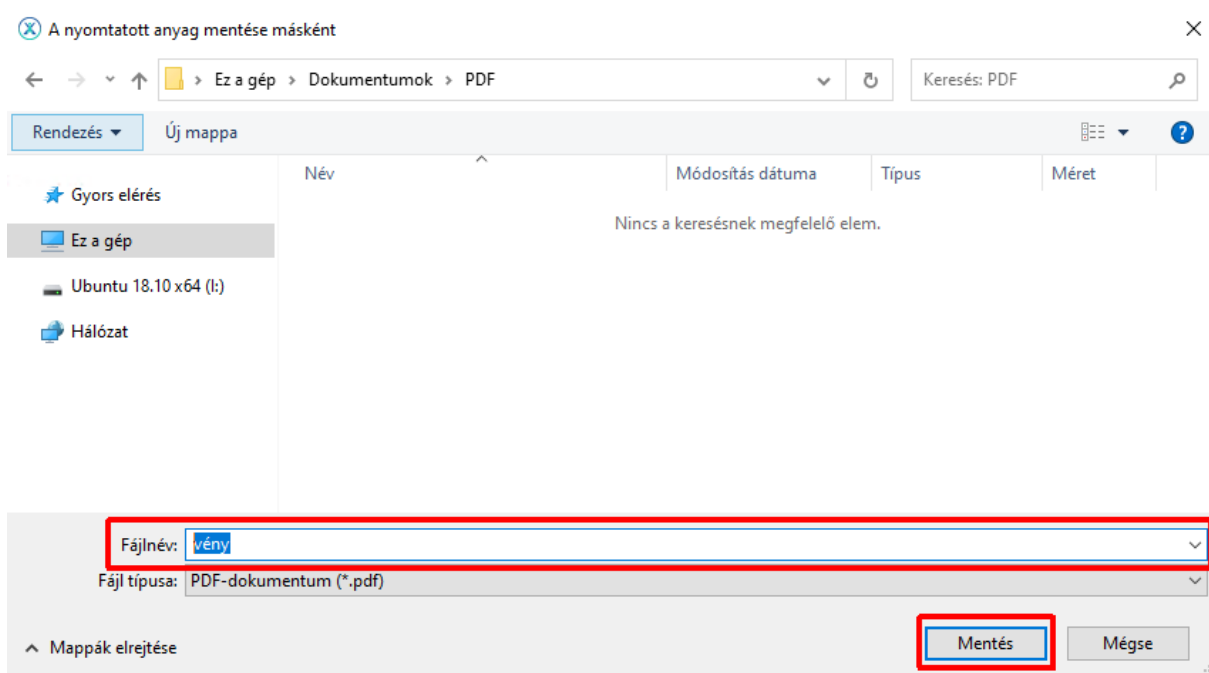 A nyomtatott anyag mentése másként
Ez a gép > Dokumentumok > PDF
Keresés: PDF
Rendezés Új mappa
Név Módosítás dátuma Típus Méret
Gyors elérés
Nincs a keresésnek megfelelő elem.
Ez a gép
Ubuntu 18.10 x64 (I:)
Hálózat
Fájlnév: vény
Fájl típusa: PDF-dokumentum (*.pdf)
Mappák elrejtése Mentés Mégse